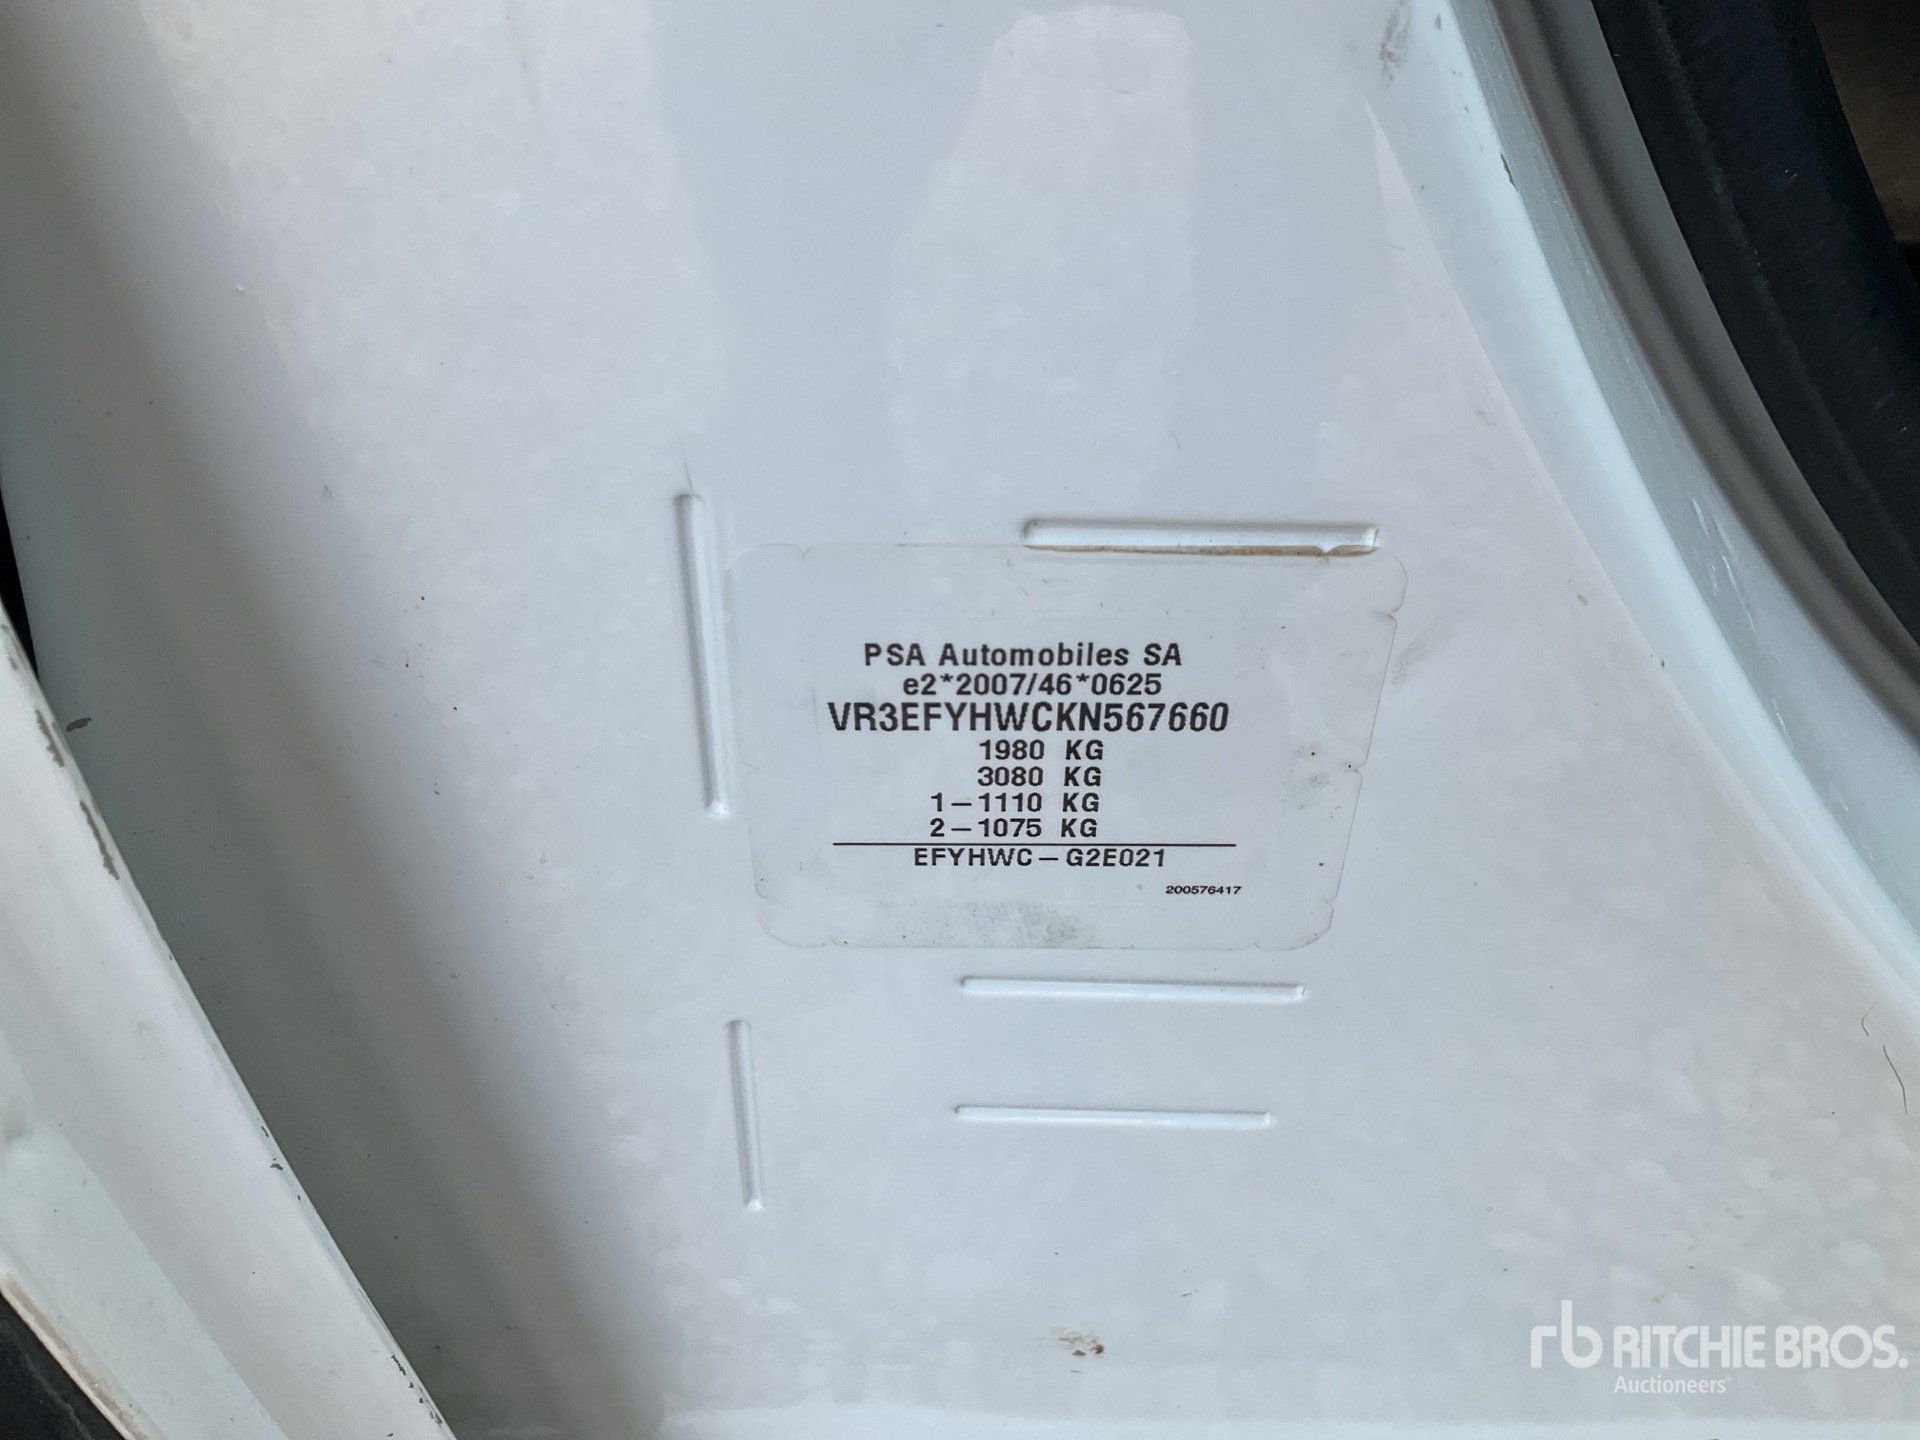 PSA Automobiles SA
e2*2007/46*0625
VR3EFYHWCKN567660
1980 KG
3080 KG
1-1110 KG
2-1075 KG
EFYHWC-G2E021
200576417
rb RITCHIE BROS.
Auctioneers